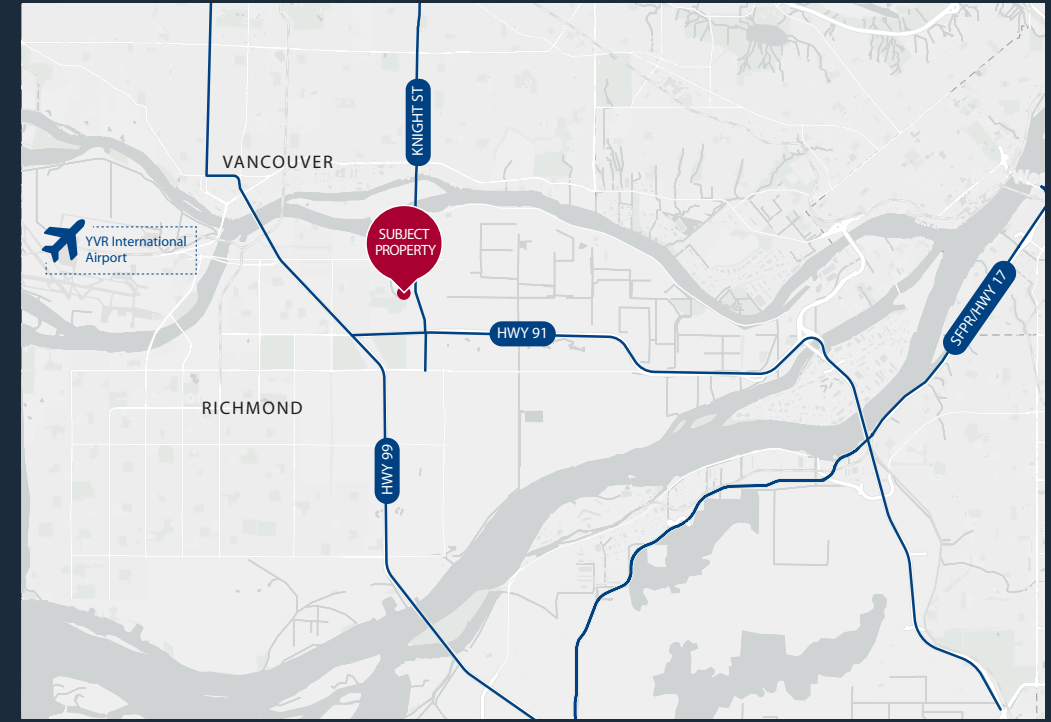 KNIGHT ST
VANCOUVER
SUBJECT
PROPERTY
YVR International
Airport
SFPR/HWY 17
HWY 91
RICHMOND
HWY 99